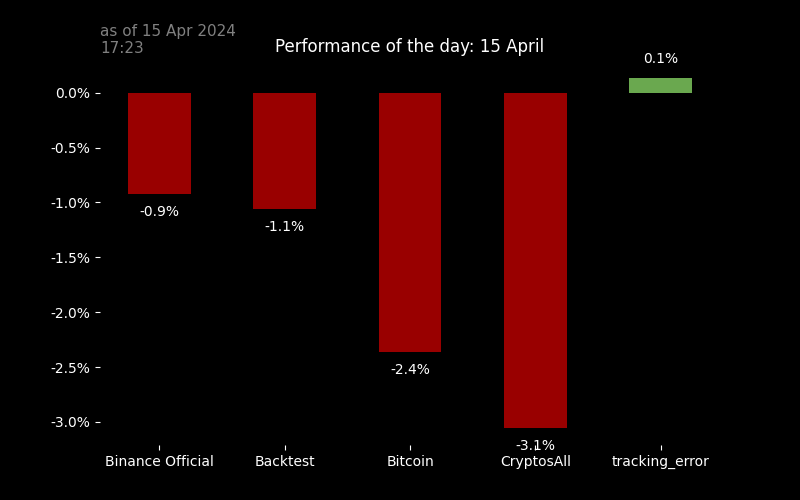 as of 15 Apr 2024
17:23
Performance of the day: 15 April
0.1%
0.0%
-0.5%
-1.0%
-1.5%
-2.0%
-2.5%
-3.0%
-0.9%
-1.1%
-2.4%
-3.1%
Binance Official
Backtest
Bitcoin
CryptosAll
tracking_error